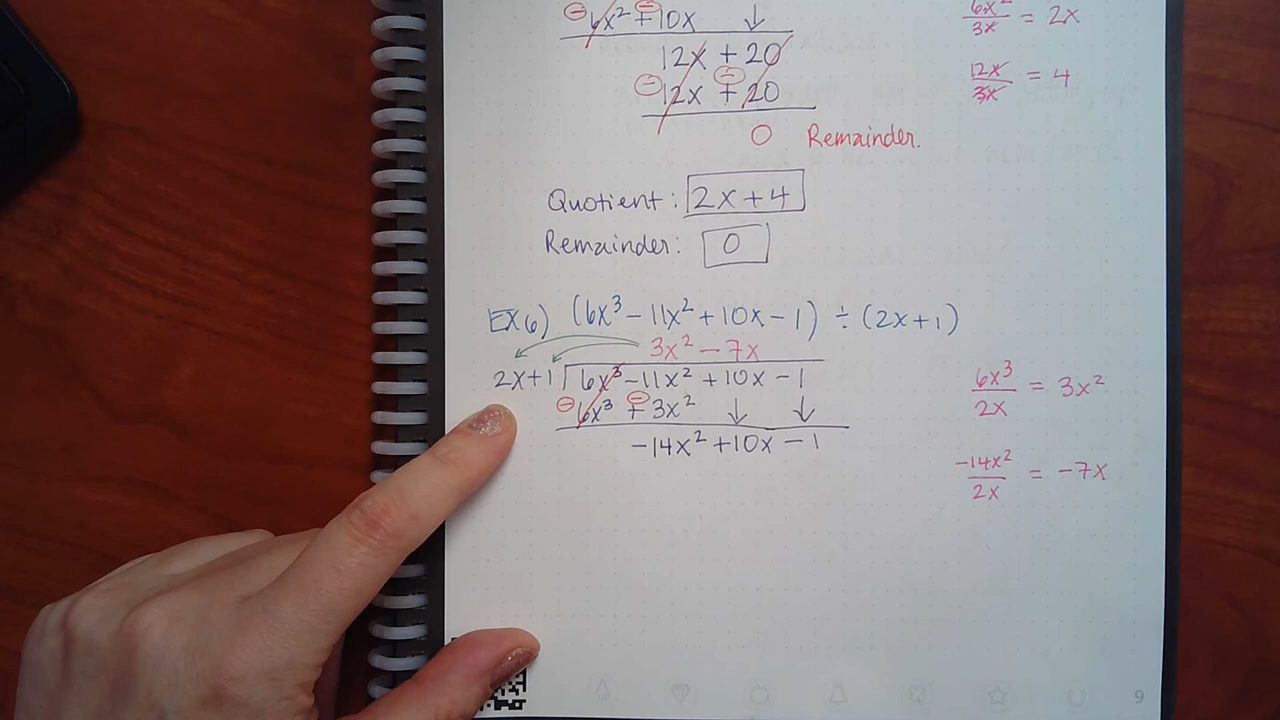 ⊖6x² ⊖+10x ↓
6x²/3x = 2x
12x + 20
⊖12x ⊖+ 20
12x/3x = 4
0 Remainder.
Quotient: 2x+4
Remainder: 0
EX 6) (6x³ - 11x² + 10x - 1) ÷ (2x+1)
3x² - 7x
2x+1 ) 6x³ - 11x² + 10x - 1
6x³/2x = 3x²
⊖6x³ ⊖+ 3x² ↓ ↓
-14x² + 10x - 1
-14x²/2x = -7x
9